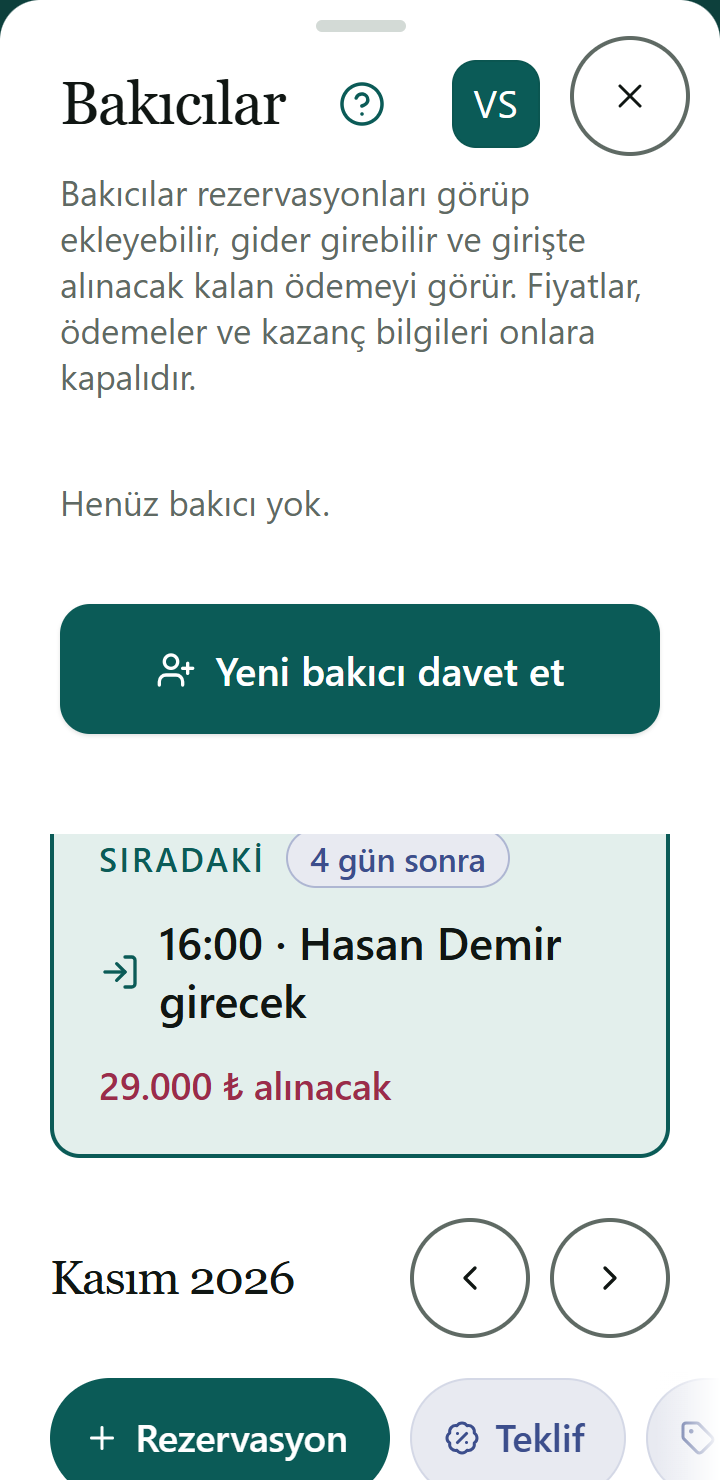 Bakıcılar
VS
Bakıcılar rezervasyonları görüp
ekleyebilir, gider girebilir ve girişte
alınacak kalan ödemeyi görür. Fiyatlar,
ödemeler ve kazanç bilgileri onlara
kapalıdır.
Henüz bakıcı yok.
Yeni bakıcı davet et
SIRADAKİ
4 gün sonra
16:00 · Hasan Demir
girecek
29.000 ₺ alınacak
Kasım 2026
Rezervasyon
Teklif